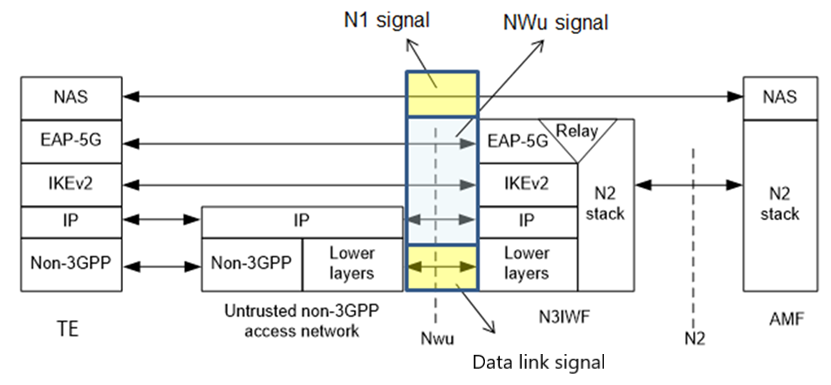 N1 signal
NWu signal
NAS
NAS
EAP-5G
EAP-5G
Relay
IKEv2
IKEv2
N2
stack
N2
stack
IP
IP
IP
Non-3GPP
Non-3GPP
Lower
layers
Lower
layers
TE
Untrusted non-3GPP
access network
Nwu
N3IWF
N2
AMF
Data link signal